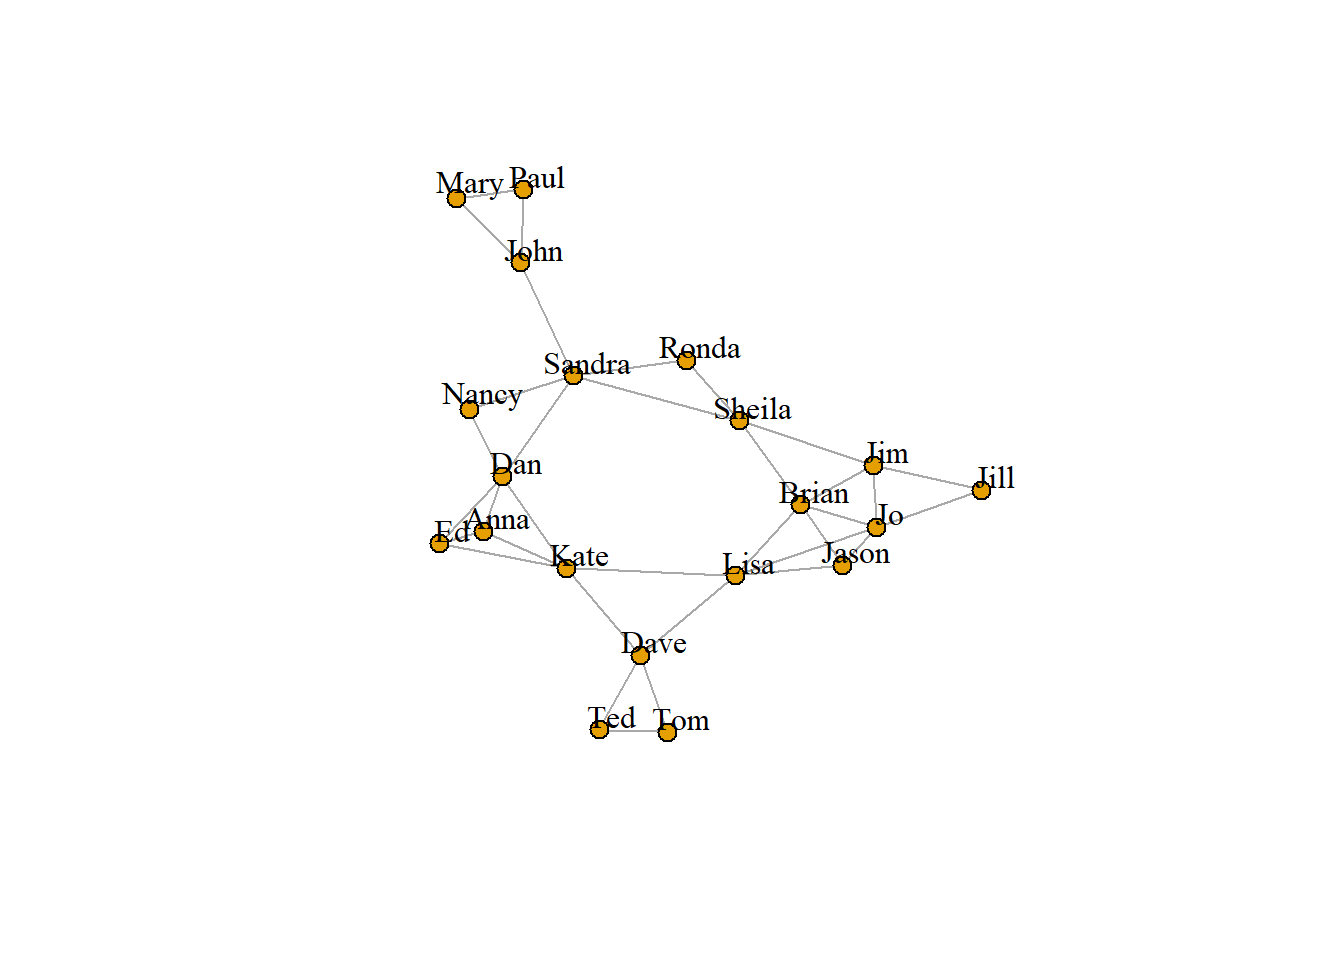 Mary
Paul
John
Ronda
Sandra
Nancy
Sheila
Jim
Dan
Jill
Brian
Jo
Anna
Ed
Jason
Kate
Lisa
Dave
Ted
Tom